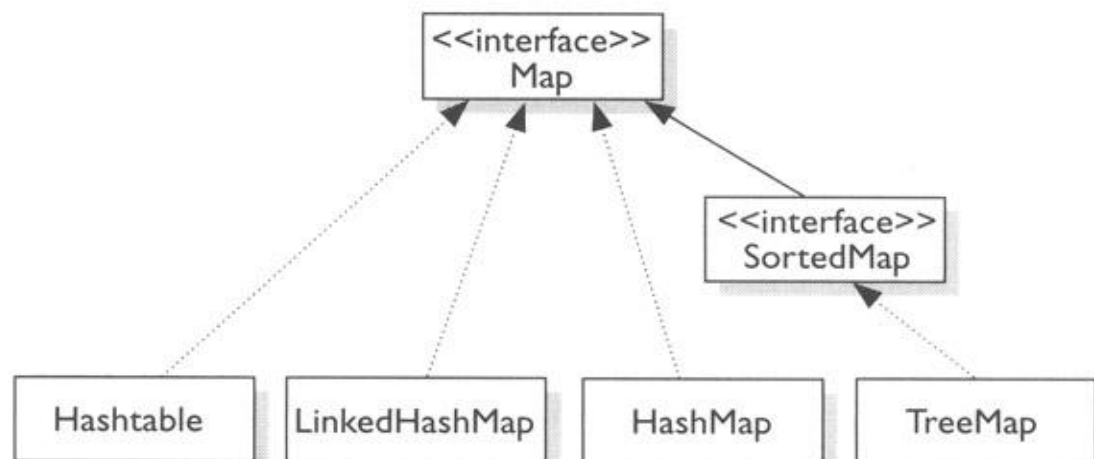 <<interface>>
Map
<<interface>>
SortedMap
Hashtable
LinkedHashMap
HashMap
TreeMap